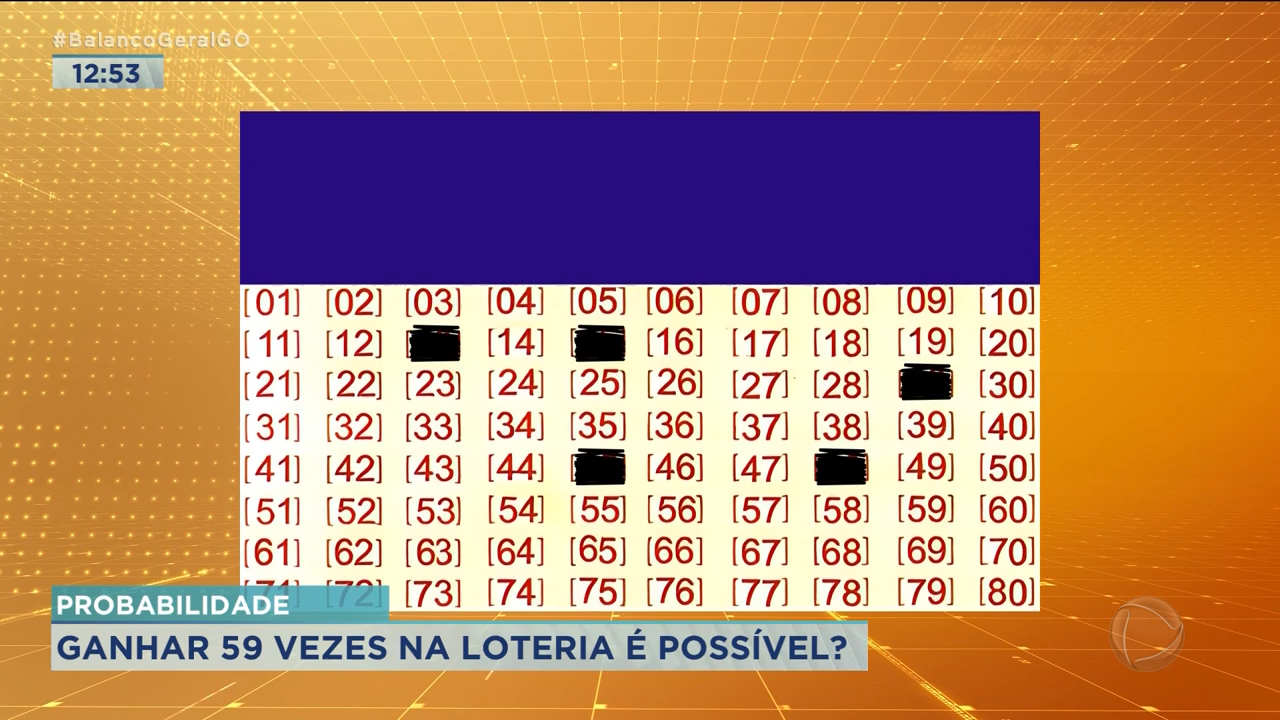 #BalançoGeralGO
12:53
[01] [02] [03] [04] [05] [06] [07] [08] [09] [10]
[11] [12] [14] [16] [17] [18] [19] [20]
[21] [22] [23] [24] [25] [26] [27] [28] [30]
[31] [32] [33] [34] [35] [36] [37] [38] [39] [40]
[41] [42] [43] [44] [46] [47] [49] [50]
[51] [52] [53] [54] [55] [56] [57] [58] [59] [60]
[61] [62] [63] [64] [65] [66] [67] [68] [69] [70]
[71] [72] [73] [74] [75] [76] [77] [78] [79] [80]
PROBABILIDADE
GANHAR 59 VEZES NA LOTERIA É POSSÍVEL?